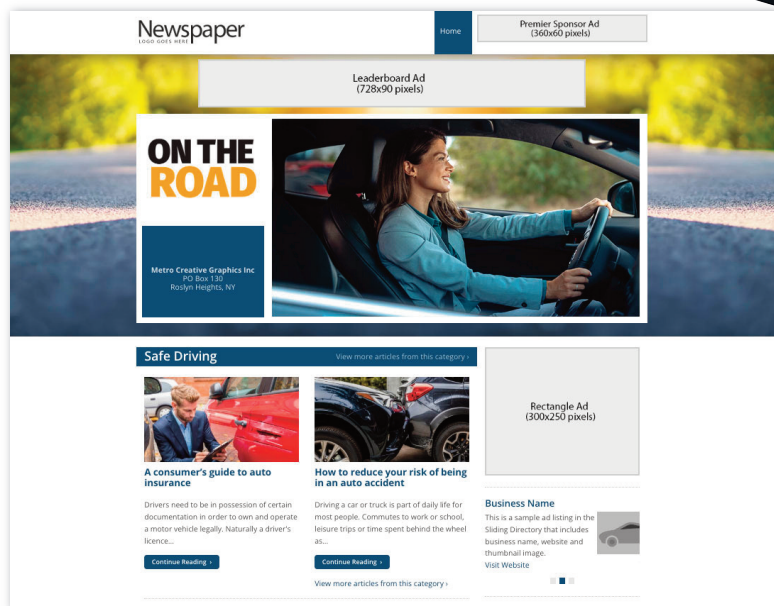 Newspaper
LOGO GOES HERE
Home
Premier Sponsor Ad
(360x60 pixels)
Leaderboard Ad
(728x90 pixels)
ON THE
ROAD
Metro Creative Graphics Inc
PO Box 130
Roslyn Heights, NY
Safe Driving
View more articles from this category ›
A consumer's guide to auto
insurance
Drivers need to be in possession of certain
documentation in order to own and operate
a motor vehicle legally. Naturally a driver's
licence...
Continue Reading ›
How to reduce your risk of being
in an auto accident
Driving a car or truck is part of daily life for
most people. Commutes to work or school,
leisure trips or time spent behind the wheel
as...
Continue Reading ›
View more articles from this category ›
Rectangle Ad
(300x250 pixels)
Business Name
This is a sample ad listing in the
Sliding Directory that includes
business name, website and
thumbnail image.
Visit Website